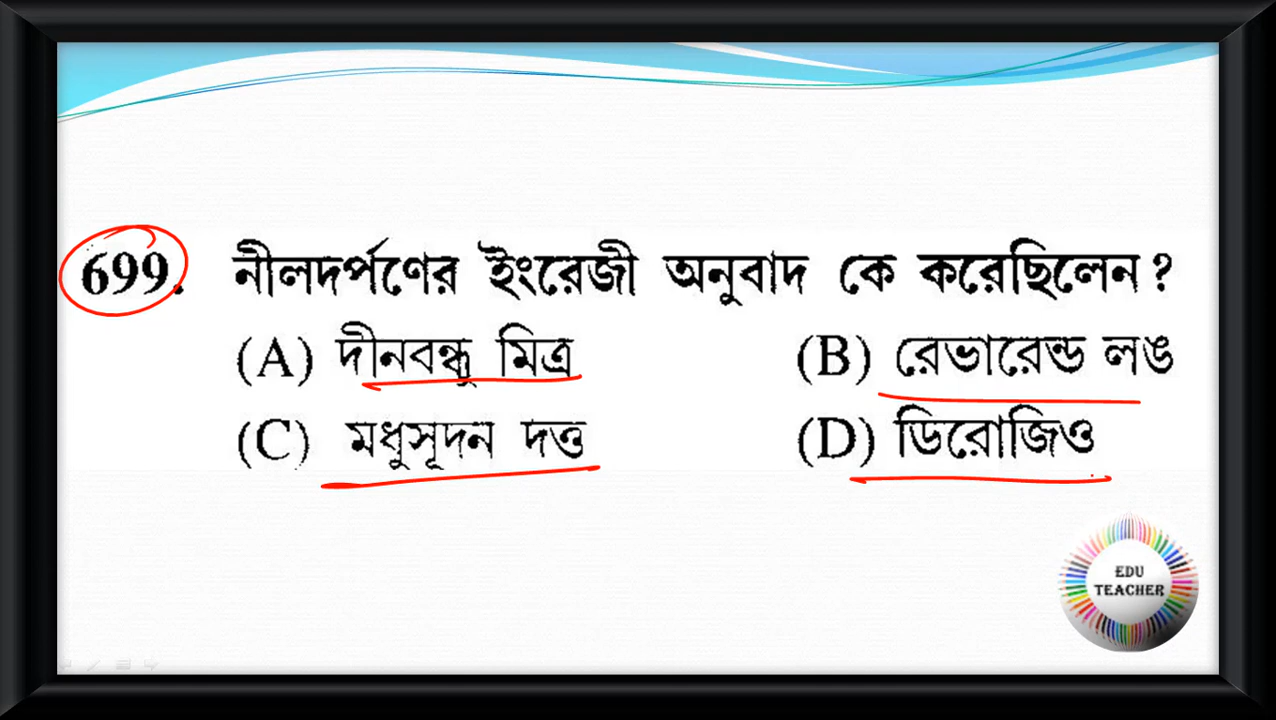 699. নীলদর্পণের ইংরেজী অনুবাদ কে করেছিলেন?
(A) দীনবন্ধু মিত্র (B) রেভারেন্ড লঙ
(C) মধুসূদন দত্ত (D) ডিরোজিও
EDU
TEACHER